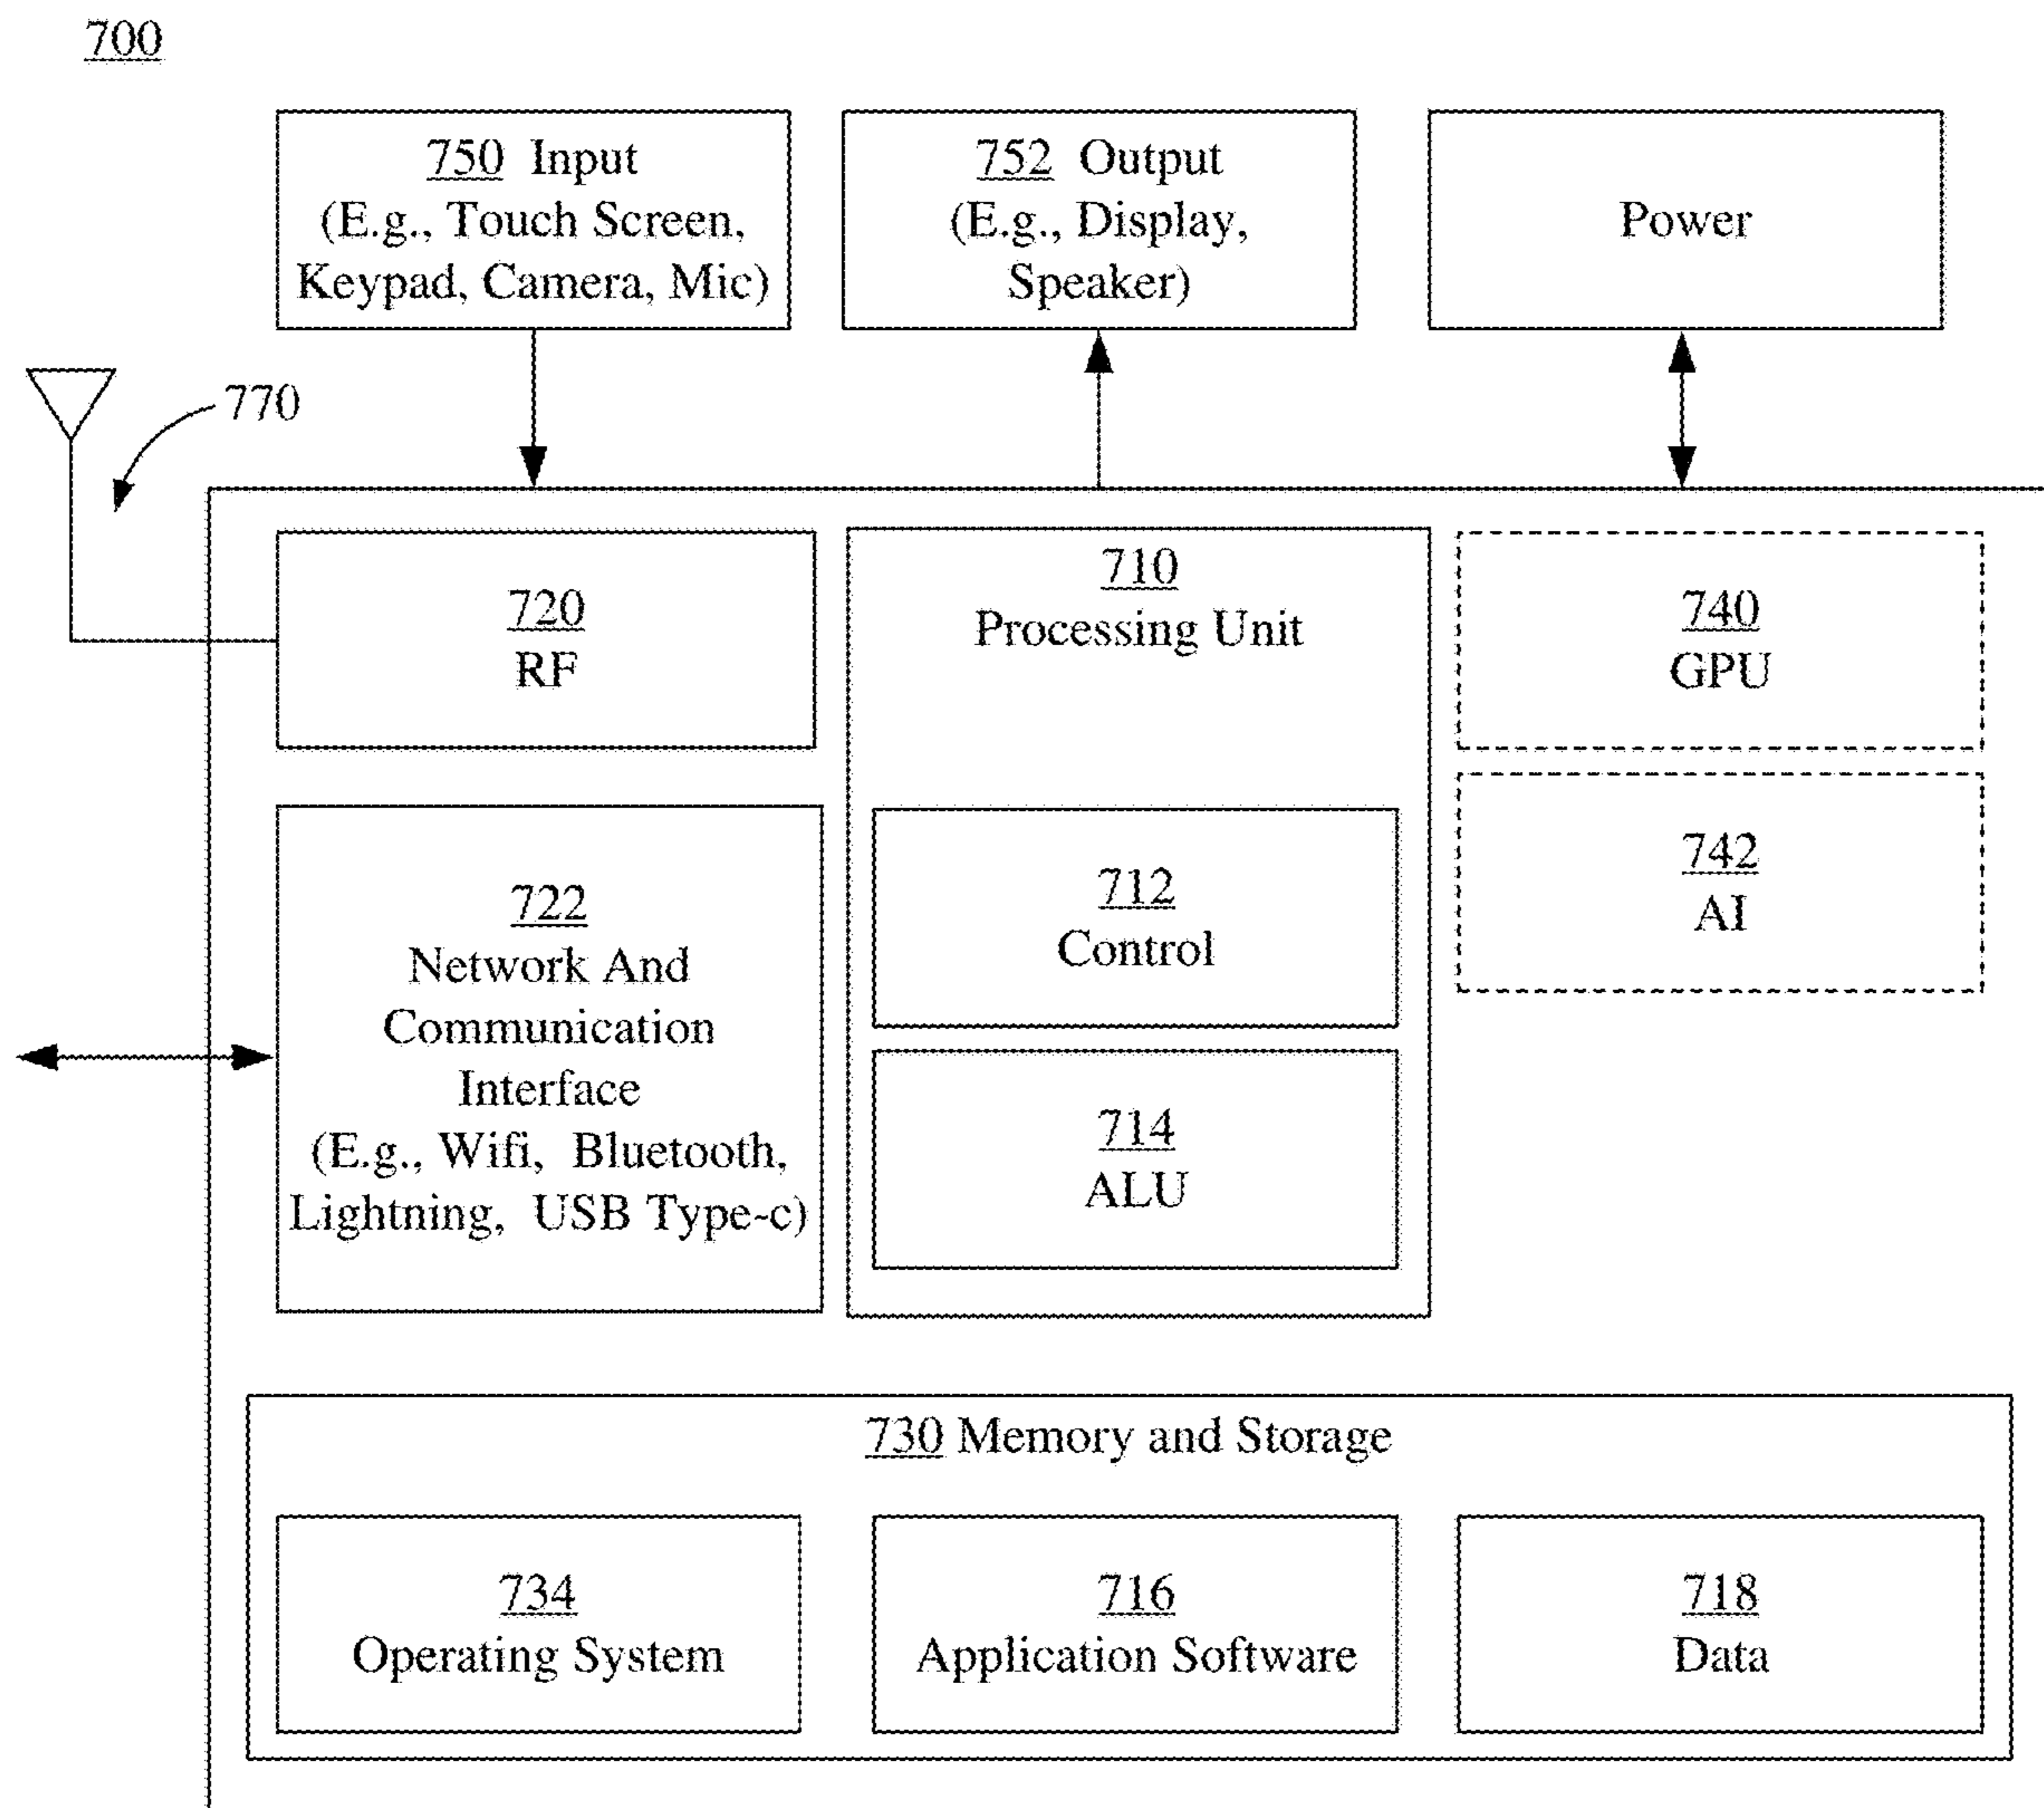 700
750 Input
(E.g., Touch Screen,
Keypad, Camera, Mic)
752 Output
(E.g., Display,
Speaker)
Power
770
720
RF
710
Processing Unit
740
GPU
742
AI
712
Control
722
Network And
Communication
Interface
(E.g., Wifi, Bluetooth,
Lightning, USB Type-c)
714
ALU
730 Memory and Storage
734
Operating System
716
Application Software
718
Data